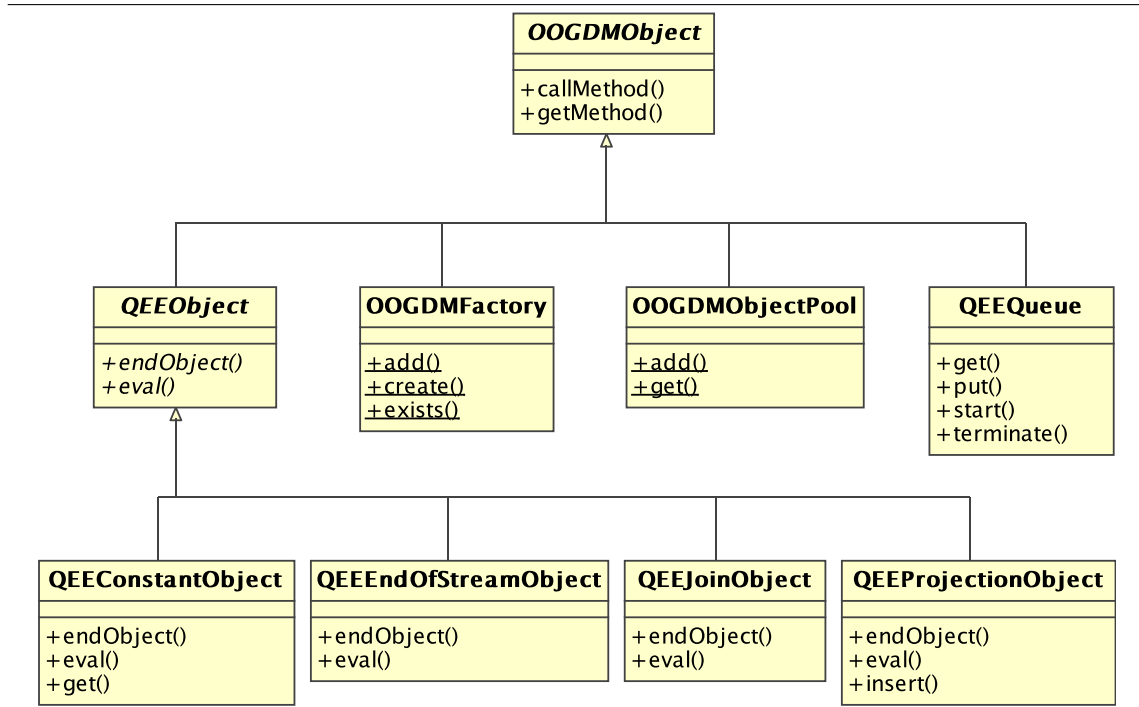 OOGDMObject
+callMethod()
+getMethod()
QEEObject
+endObject()
+eval()
OOGDMFactory
+add()
+create()
+exists()
OOGDMObjectPool
+add()
+get()
QEEQueue
+get()
+put()
+start()
+terminate()
QEEConstantObject
+endObject()
+eval()
+get()
QEEEndOfStreamObject
+endObject()
+eval()
QEEJoinObject
+endObject()
+eval()
QEEProjectionObject
+endObject()
+eval()
+insert()